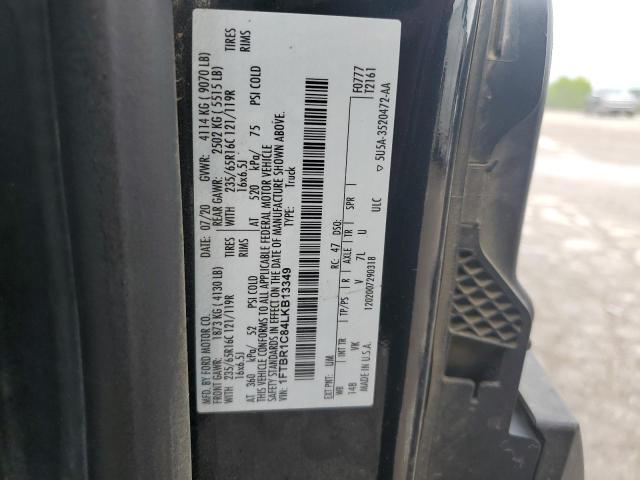 MFD. BY FORD MOTOR CO.
DATE: 07/20 GVWR: 4114 KG ( 9070 LB)
FRONT GAWR: 1873 KG ( 4130 LB) REAR GAWR: 2502 KG ( 5515 LB)
WITH 235/65R16C 121/119R TIRES WITH 235/65R16C 121/119R TIRES
16x6.5J RIMS 16x6.5J RIMS
AT 360 kPa/ 52 PSI COLD AT 520 kPa/ 75 PSI COLD
THIS VEHICLE CONFORMS TO ALL APPLICABLE FEDERAL MOTOR VEHICLE
SAFETY STANDARDS IN EFFECT ON THE DATE OF MANUFACTURE SHOWN ABOVE.
VIN: 1FTBR1C84LKB13349 TYPE: Truck
EXT PNT: UM RC: 47 DSO: F0777
T2161
WB INT TR TP/PS R AXLE TR SPR
148 VK V 7L U
MADE IN U.S.A. 1202007290318 ULC
5U5A-3520472-AA